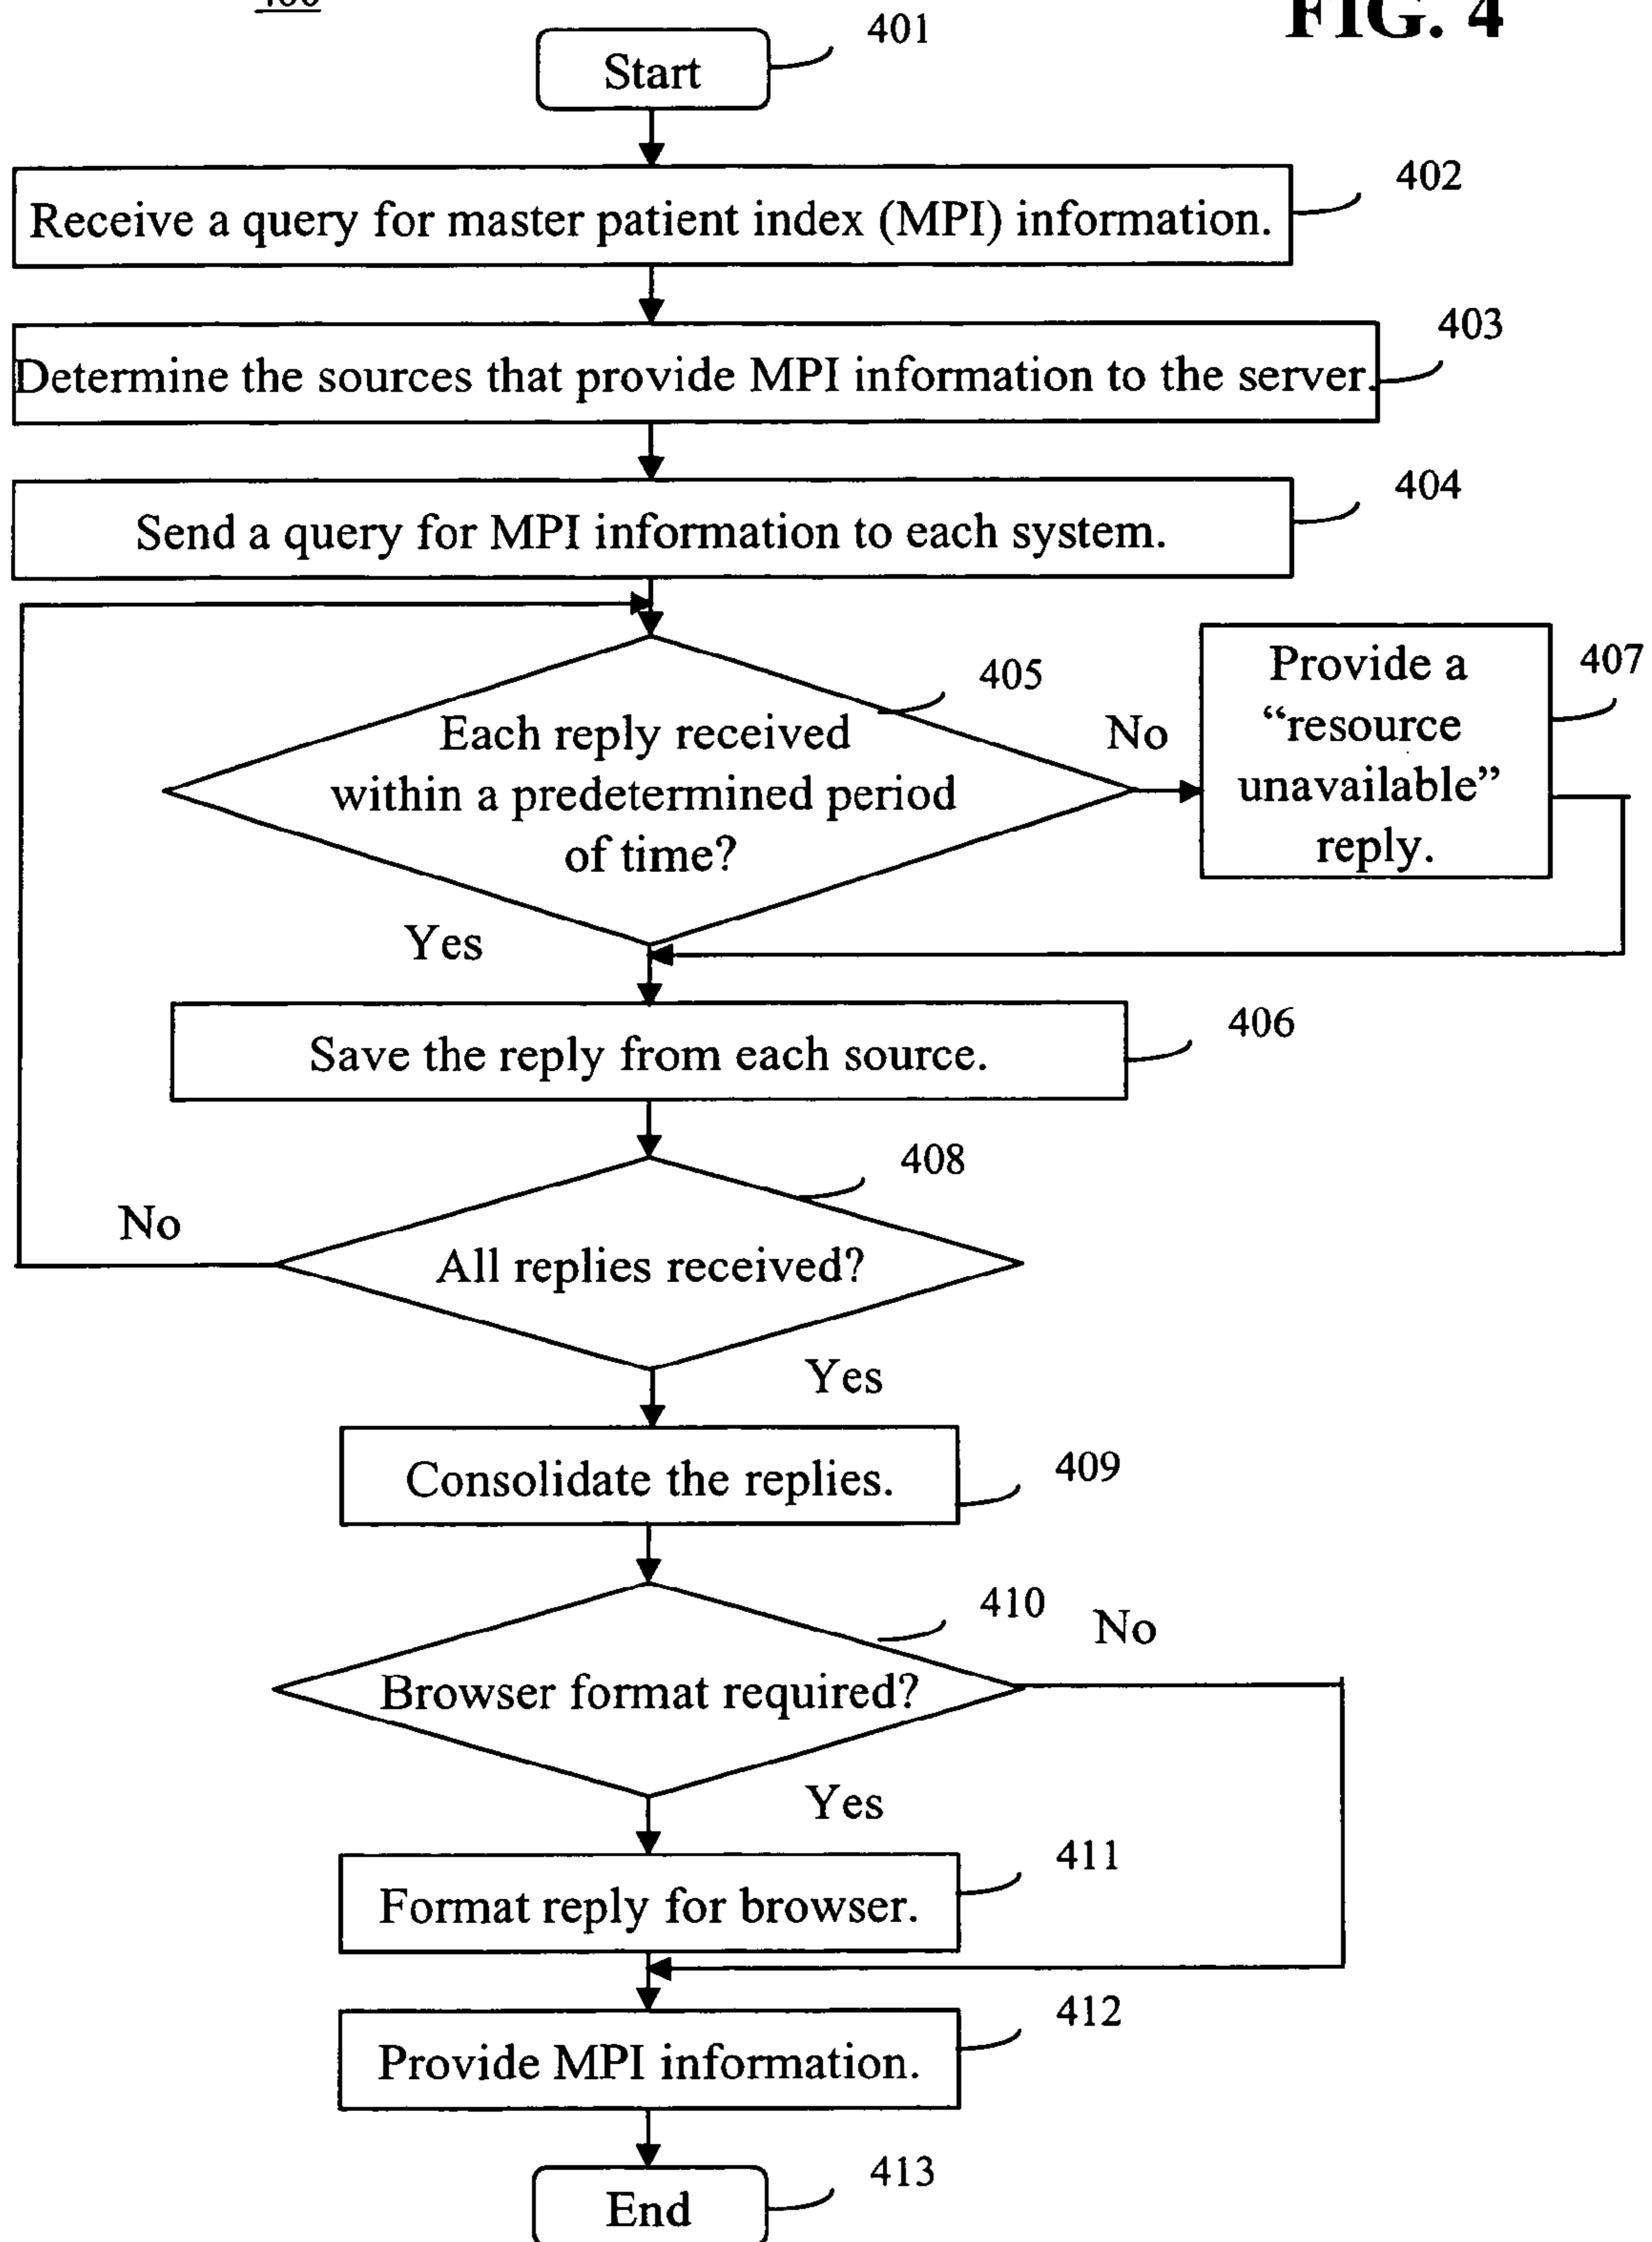 FIG. 4
Start
401
402
Receive a query for master patient index (MPI) information.
403
Determine the sources that provide MPI information to the server.
404
Send a query for MPI information to each system.
405
Each reply received
within a predetermined period
of time?
No
Provide a
“resource
unavailable”
reply.
407
Yes
406
Save the reply from each source.
408
No
All replies received?
Yes
409
Consolidate the replies.
410
No
Browser format required?
Yes
411
Format reply for browser.
412
Provide MPI information.
413
End